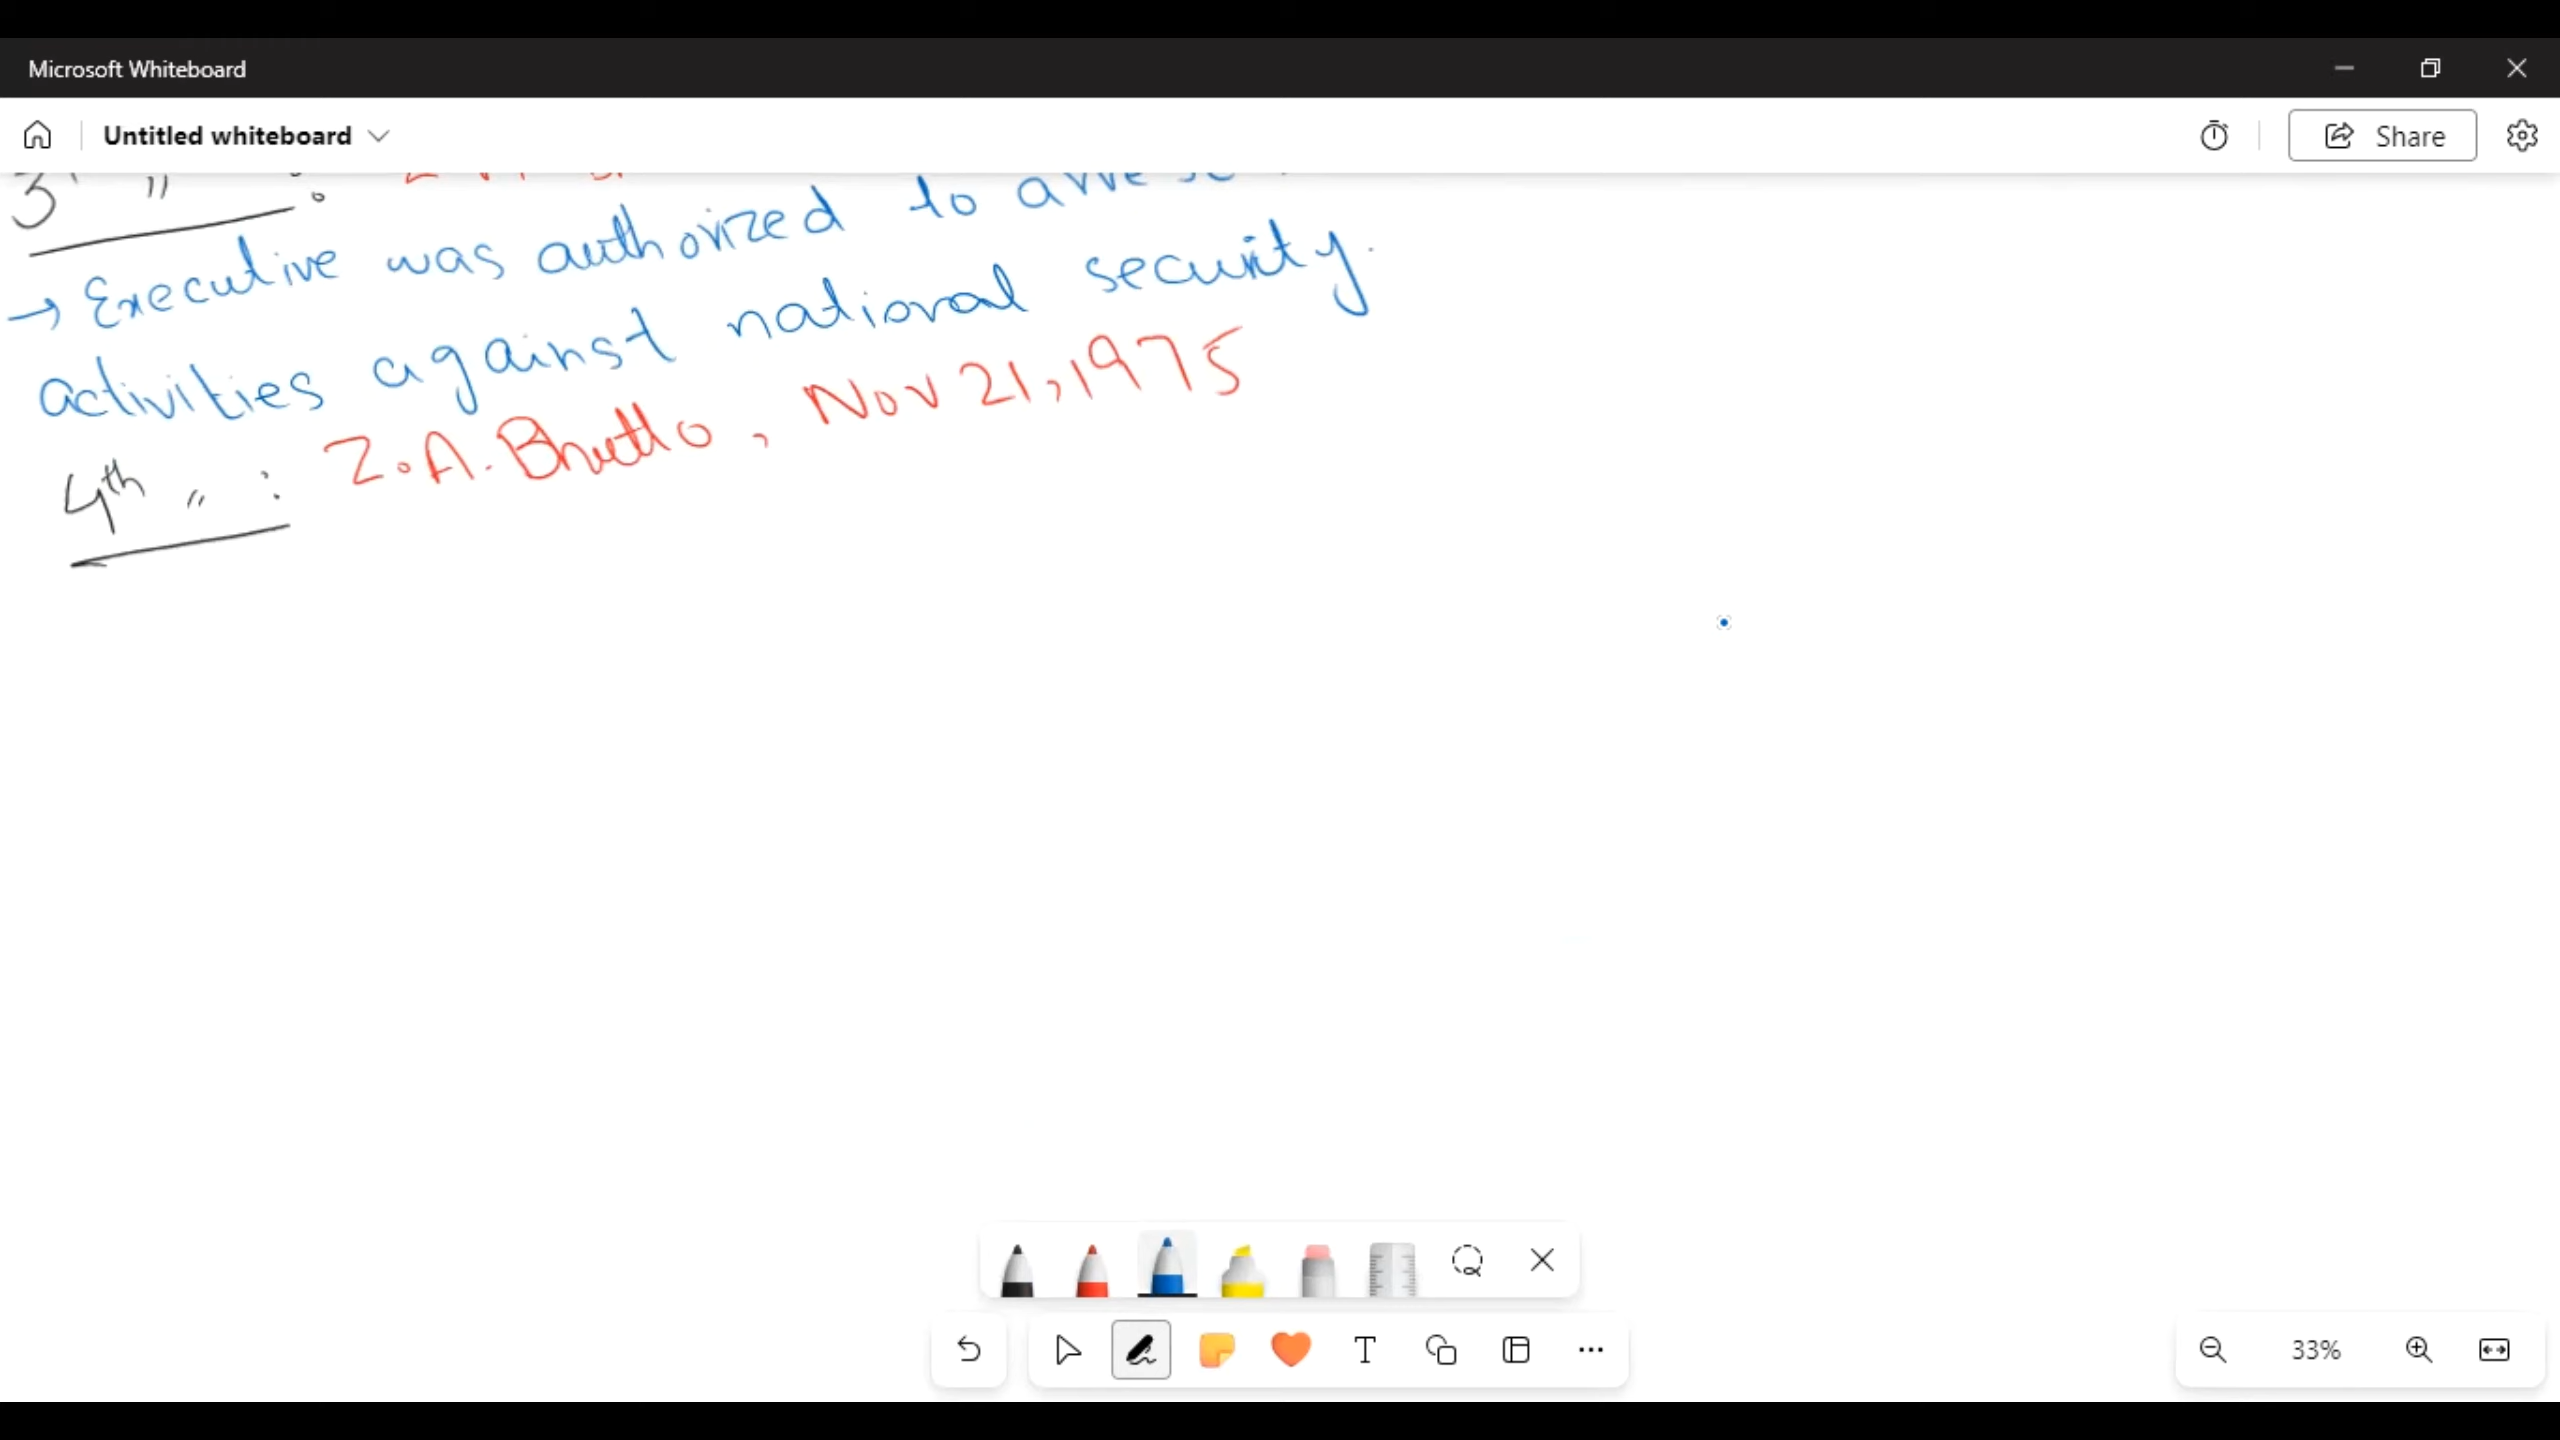 Microsoft Whiteboard
Untitled whiteboard
Share
3 " :
→ Executive was authorized to
activities against national security.
4th " : Z.A. Bhutto, Nov 21, 1975
T
33%